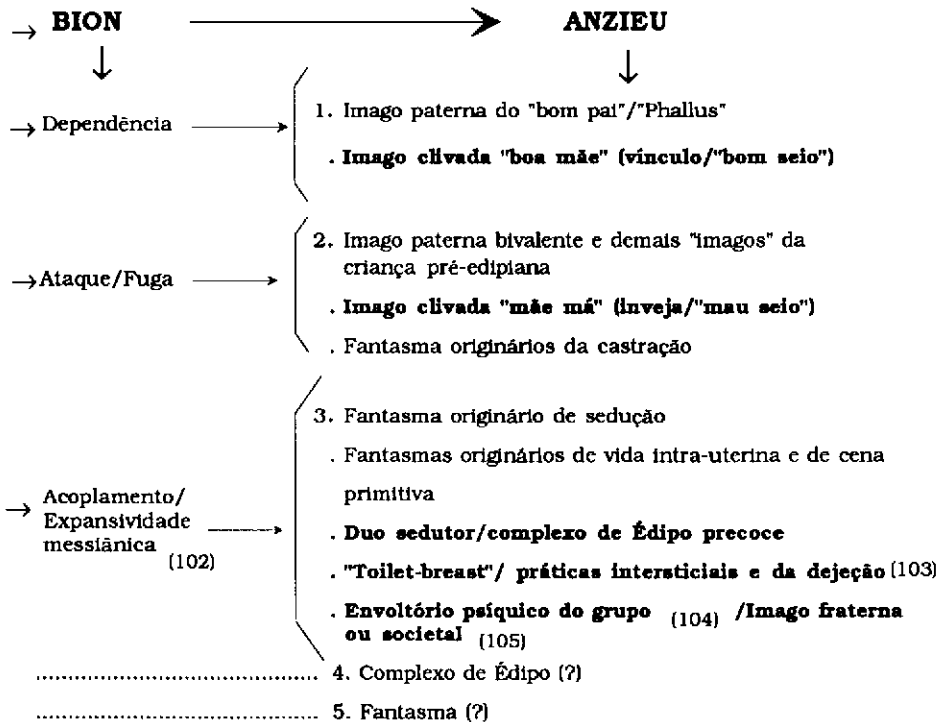 → BION → ANZIEU
↓ ↓
→ Dependência → 1. Imago paterna do "bom pai"/"Phallus"
. Imago clivada "boa mãe" (vínculo/"bom seio")
→ Ataque/Fuga → 2. Imago paterna bivalente e demais "imagos" da
criança pré-edipiana
. Imago clivada "mãe má" (inveja/"mau seio")
. Fantasma originários da castração
3. Fantasma originário de sedução
. Fantasmas originários de vida intra-uterina e de cena
primitiva
→ Acoplamento/
Expansividade →
messiânica (102)
. Duo sedutor/complexo de Édipo precoce
. "Toilet-breast"/ práticas intersticiais e da dejeção (103)
. Envoltório psíquico do grupo (104) /Imago fraterna
ou societal (105)
.................................... 4. Complexo de Édipo (?)
.................................... 5. Fantasma (?)